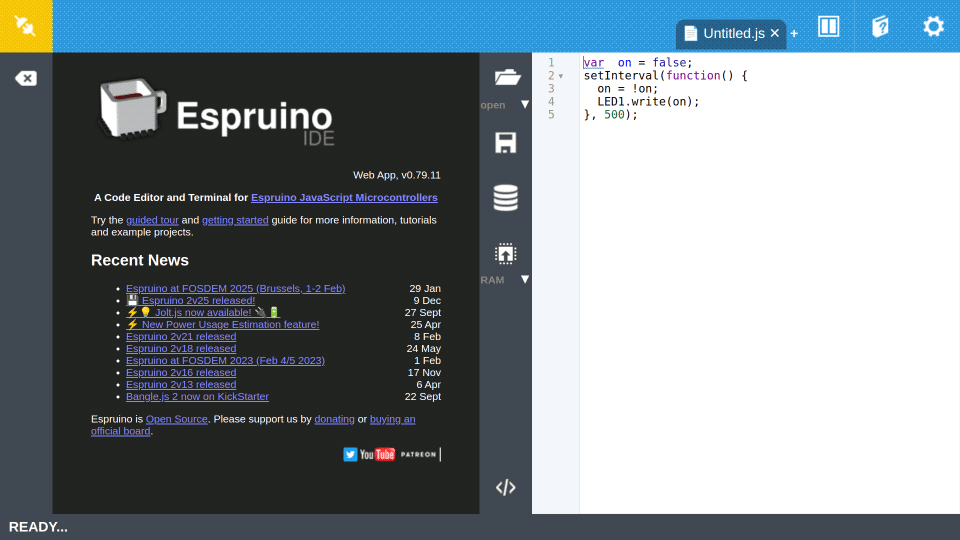 Untitled.js ✕ +
Espruino
IDE
Web App, v0.79.11
A Code Editor and Terminal for Espruino JavaScript Microcontrollers
Try the guided tour and getting started guide for more information, tutorials
and example projects.
Recent News
• Espruino at FOSDEM 2025 (Brussels, 1-2 Feb) 29 Jan
• 💾 Espruino 2v25 released! 9 Dec
• ⚡💡 Jolt.js now available! 🔌🔋 27 Sept
• ⚡ New Power Usage Estimation feature! 25 Apr
• Espruino 2v21 released 8 Feb
• Espruino 2v18 released 24 May
• Espruino at FOSDEM 2023 (Feb 4/5 2023) 1 Feb
• Espruino 2v16 released 17 Nov
• Espruino 2v13 released 6 Apr
• Bangle.js 2 now on KickStarter 22 Sept
Espruino is Open Source. Please support us by donating or buying an
official board.
YouTube PATREON
open ▼
RAM ▼
</>
1 var  on = false;
2 setInterval(function() {
3   on = !on;
4   LED1.write(on);
5 }, 500);
READY...